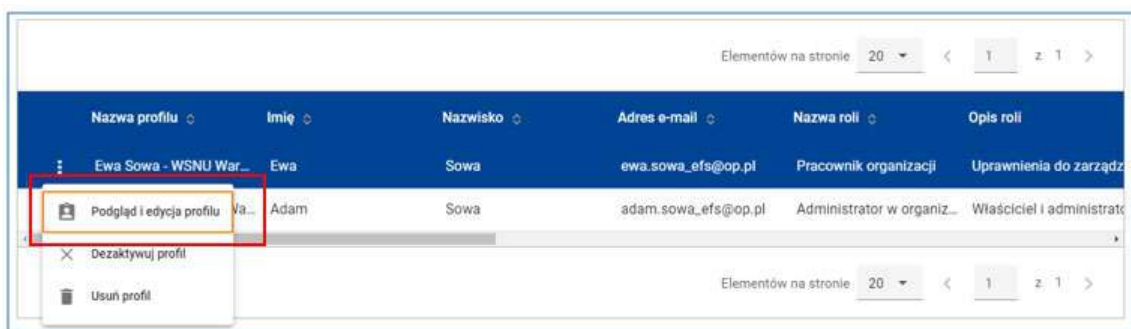 Elementów na stronie 20 1 z 1
Nazwa profilu Imię Nazwisko Adres e-mail Nazwa roli Opis roli
Ewa Sowa - WSNU War... Ewa Sowa ewa.sowa_efs@op.pl Pracownik organizacji Uprawnienia do zarządz
Podgląd i edycja profilu Wa... Adam Sowa adam.sowa_efs@op.pl Administrator w organiz... Właściciel i administrato
Dezaktywuj profil
Usuń profil Elementów na stronie 20 1 z 1